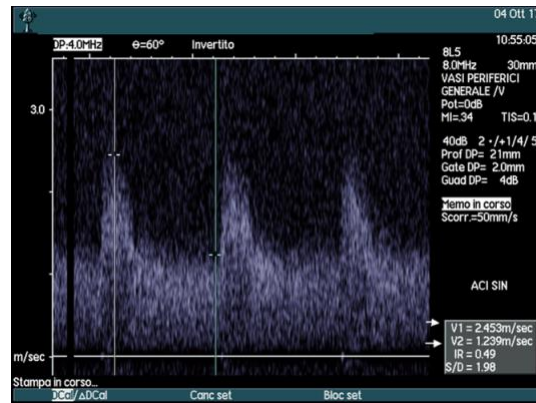 04 Ott 17
10:55:05
DP:4.0MHz θ=60° Invertito
8L5
8.0MHz 30mm
VASI PERIFERICI
GENERALE /V
Pot=0dB
MI=.34 TIS=0.1
3.0
40dB 2 ·/+1/4/ 5
Prof DP= 21mm
Gate DP= 2.0mm
Guad DP= 4dB
Memo in corso
Scorr.=50mm/s
ACI SIN
V1 = 2.453m/sec
V2 = 1.239m/sec
IR = 0.49
S/D = 1.98
m/sec
Stampa in corso...
DCal/ΔDCal Canc set Bloc set